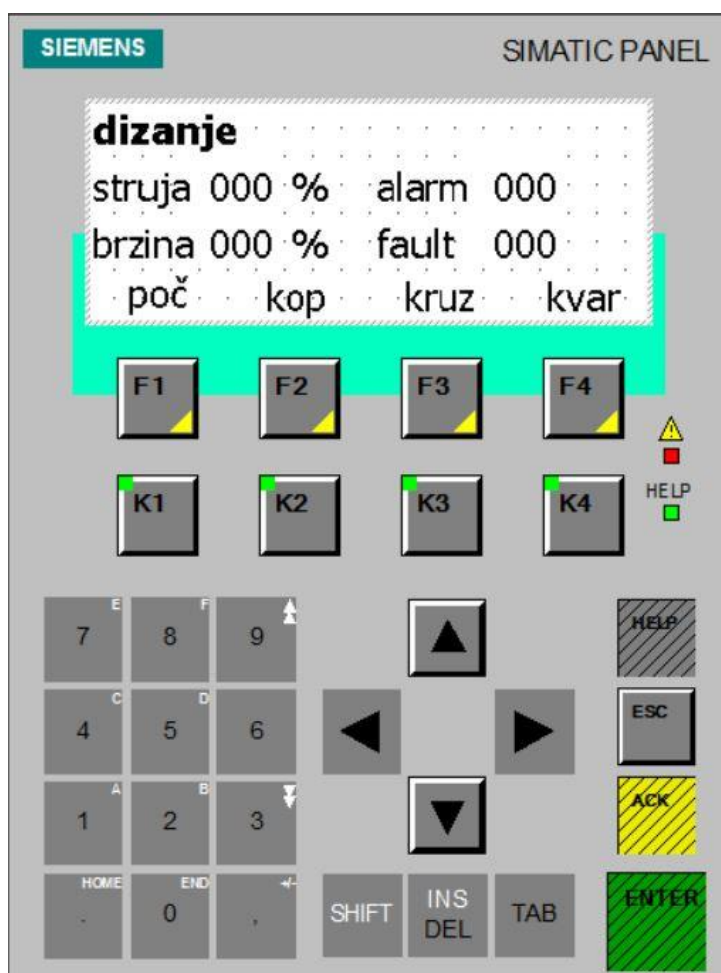 SIEMENS SIMATIC PANEL
dizanje
struja 000 % alarm 000
brzina 000 % fault 000
poč kop kruz kvar
F1 F2 F3 F4
K1 K2 K3 K4
HELP
E F
7 8 9 HELP
C D
4 5 6 ESC
A B
1 2 3 ACK
HOME END +/-
. 0 , SHIFT INS DEL TAB ENTER